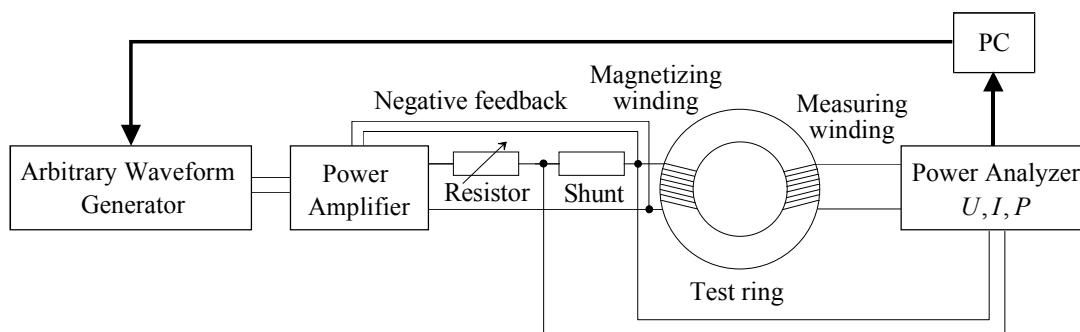 PC
Magnetizing
winding
Negative feedback
Measuring
winding
Arbitrary Waveform
Generator
Power
Amplifier
Resistor
Shunt
Power Analyzer
U, I, P
Test ring